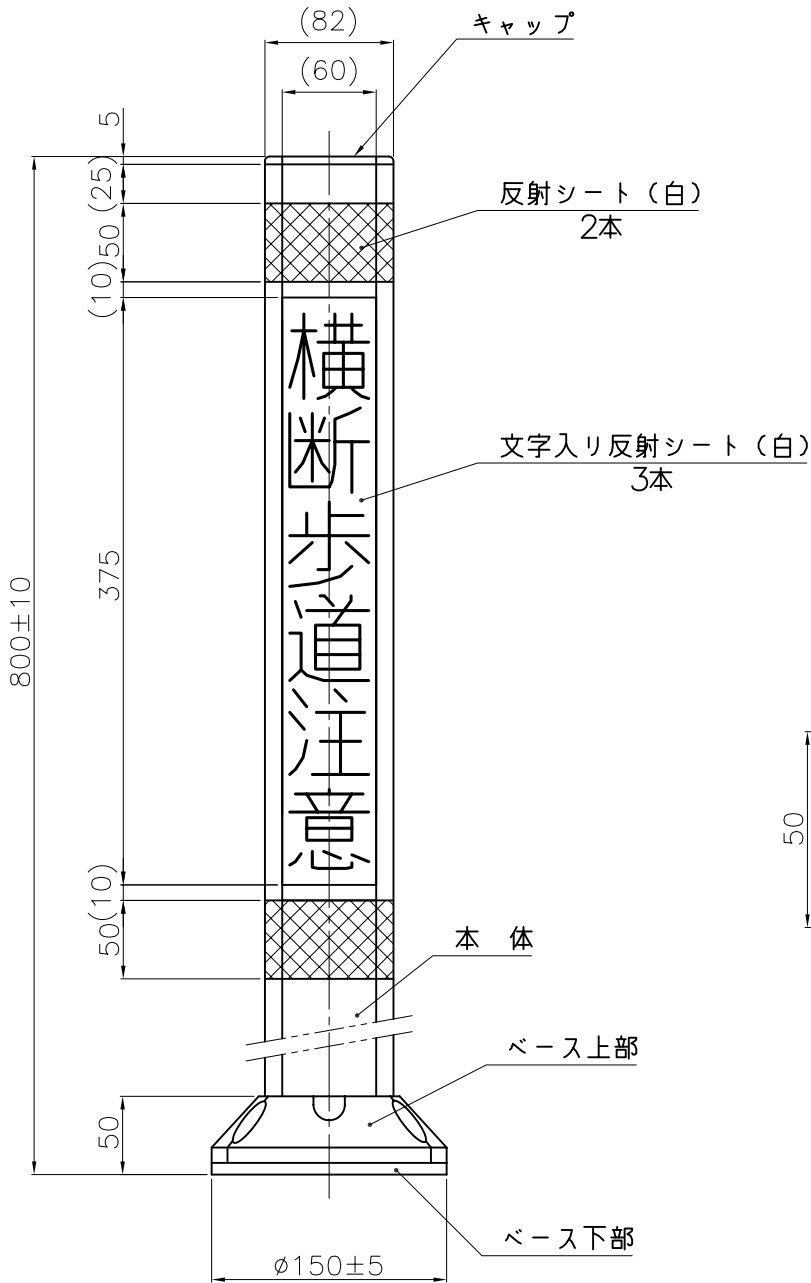 (82)
キャップ
(60)
5
(25)
反射シート（白）
2本
50
(10)
横断歩道注意
文字入り反射シート（白）
3本
375
800±10
50
(10)
50
本 体
ベース上部
50
ベース下部
φ150±5